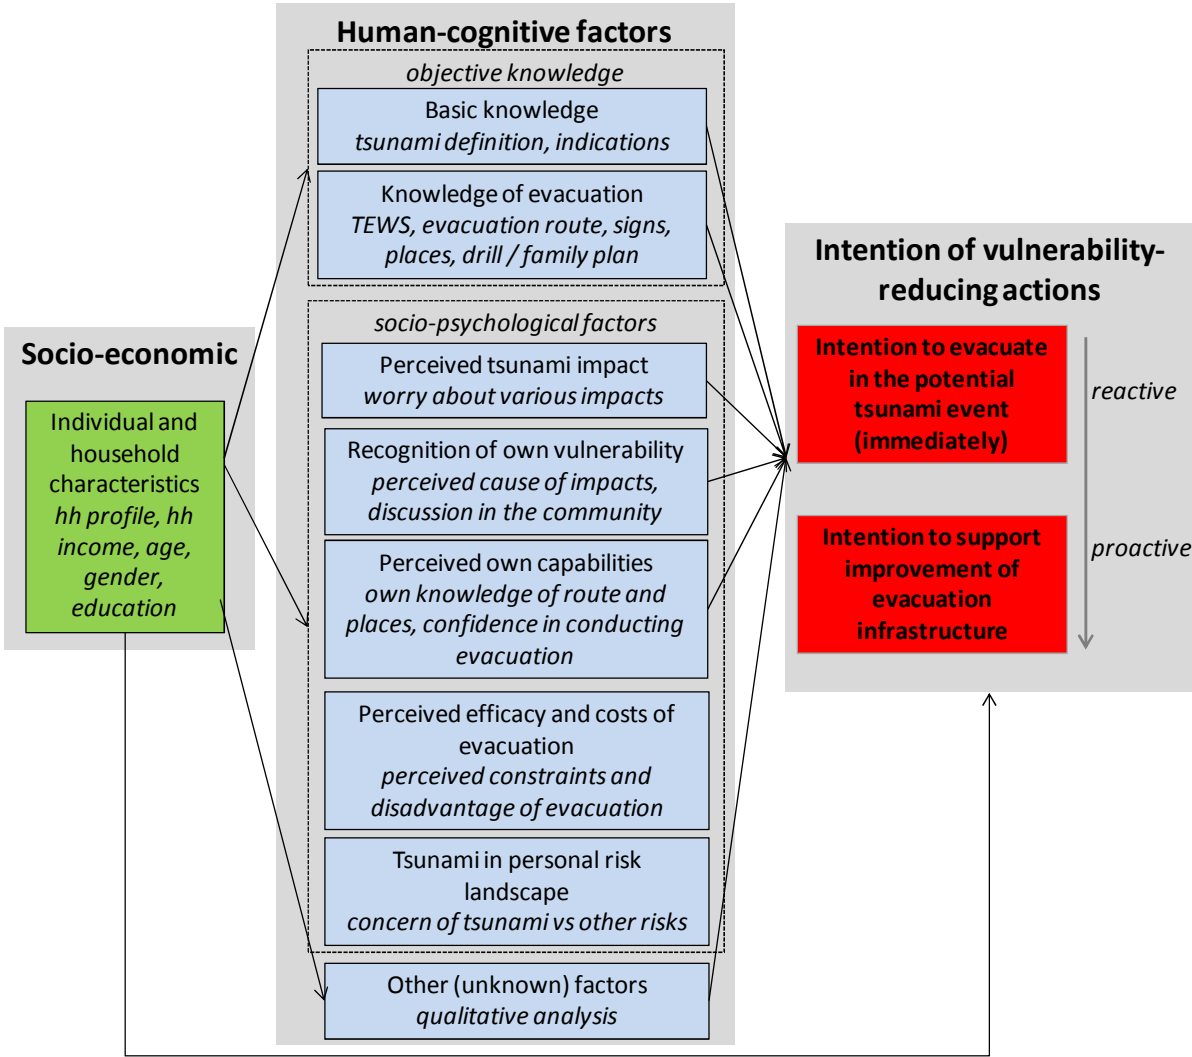 Human-cognitive factors
objective knowledge
Basic knowledge
tsunami definition, indications
Knowledge of evacuation
TEWS, evacuation route, signs,
places, drill / family plan
socio-psychological factors
Perceived tsunami impact
worry about various impacts
Recognition of own vulnerability
perceived cause of impacts,
discussion in the community
Perceived own capabilities
own knowledge of route and
places, confidence in conducting
evacuation
Perceived efficacy and costs of
evacuation
perceived constraints and
disadvantage of evacuation
Tsunami in personal risk
landscape
concern of tsunami vs other risks
Other (unknown) factors
qualitative analysis
Socio-economic
Individual and
household
characteristics
hh profile, hh
income, age,
gender,
education
Intention of vulnerability-
reducing actions
Intention to evacuate
in the potential
tsunami event
(immediately)
reactive
Intention to support
improvement of
evacuation
infrastructure
proactive